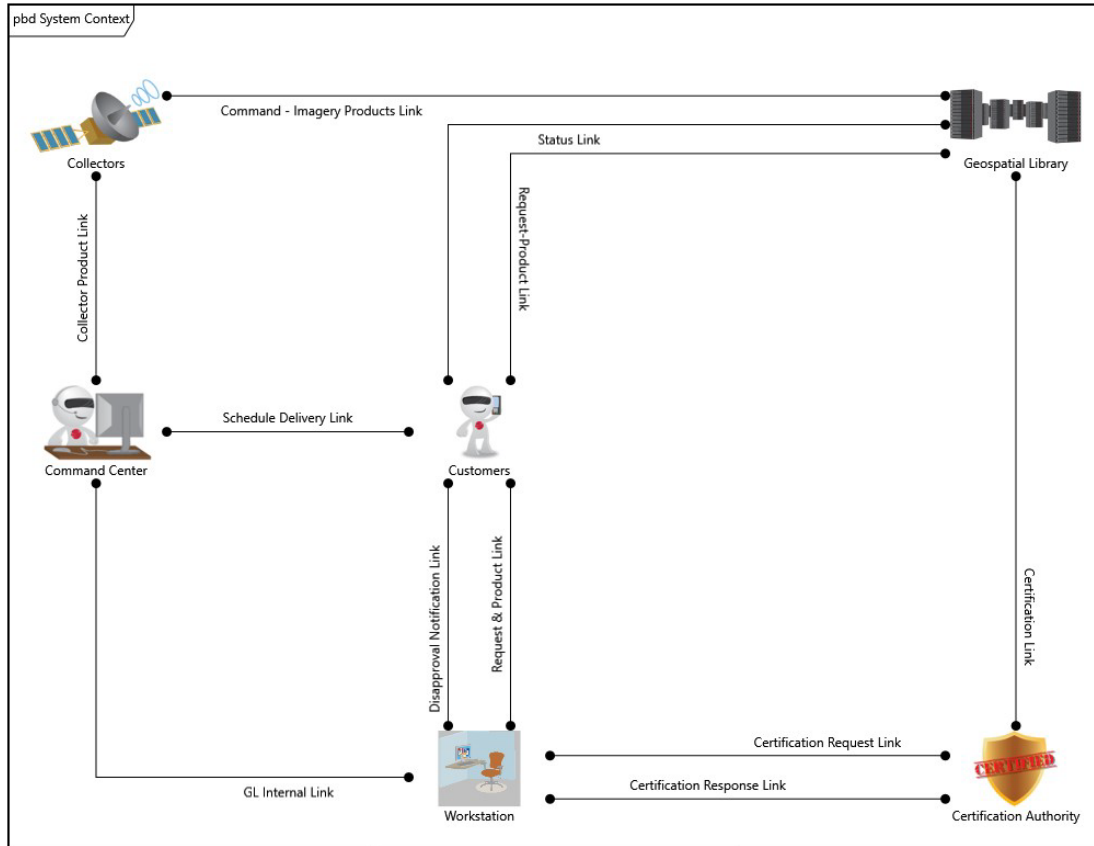 pbd System Context
Command - Imagery Products Link
Status Link
Collectors
Geospatial Library
Request-Product Link
Collector Product Link
Schedule Delivery Link
Command Center
Customers
Disapproval Notification Link
Request & Product Link
Certification Link
Certification Request Link
CERTIFIED
Certification Response Link
GL Internal Link
Workstation
Certification Authority